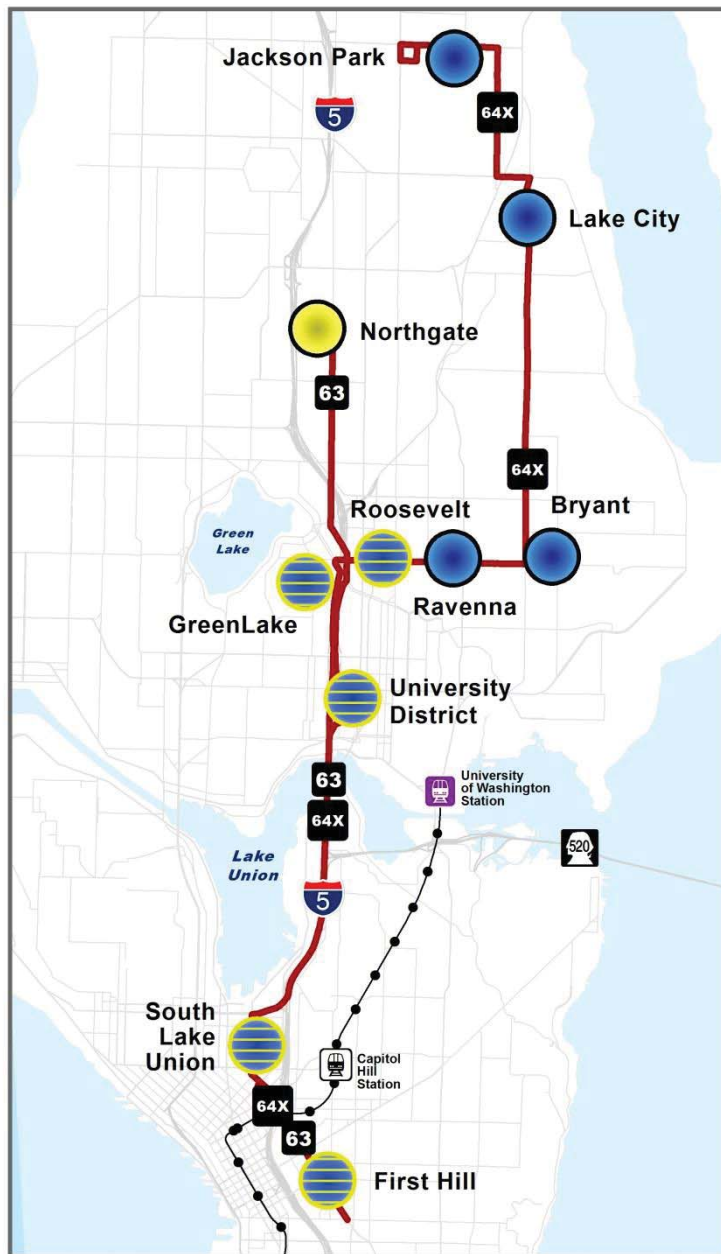 Jackson Park
5
64X
Lake City
Northgate
63
64X
Bryant
Roosevelt
Green
Lake
Ravenna
GreenLake
University
District
63
University
of Washington
Station
64X
520
Lake
Union
5
South
Lake
Union
Capitol
Hill
Station
64X
63
First Hill